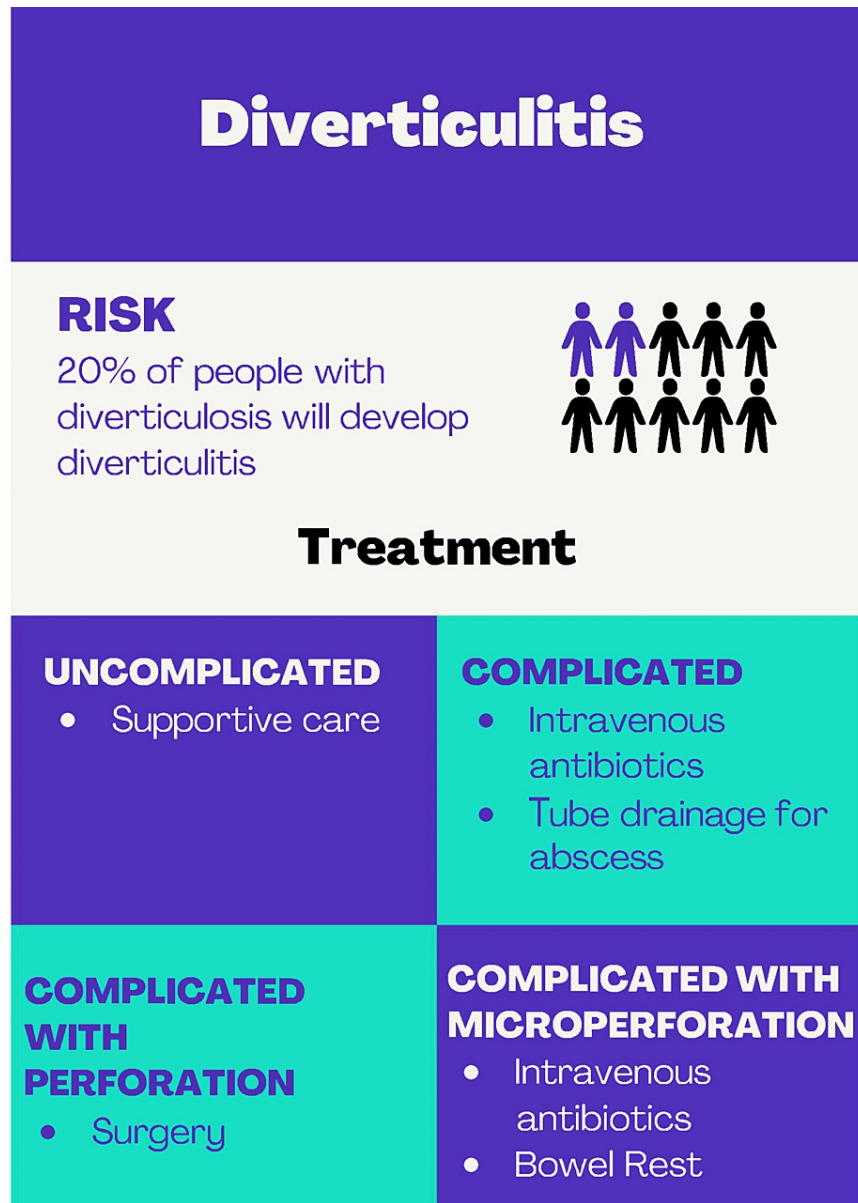 Diverticulitis
RISK
20% of people with
diverticulosis will develop
diverticulitis
Treatment
UNCOMPLICATED
• Supportive care
COMPLICATED
• Intravenous
antibiotics
• Tube drainage for
abscess
COMPLICATED
WITH
PERFORATION
• Surgery
COMPLICATED WITH
MICROPERFORATION
• Intravenous
antibiotics
• Bowel Rest